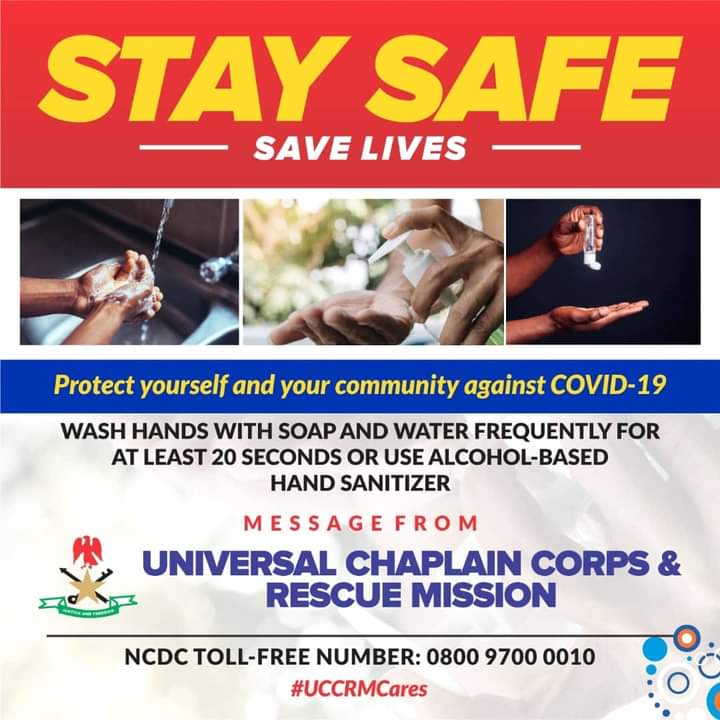 STAY SAFE
SAVE LIVES
Protect yourself and your community against COVID-19
WASH HANDS WITH SOAP AND WATER FREQUENTLY FOR
AT LEAST 20 SECONDS OR USE ALCOHOL-BASED
HAND SANITIZER
MESSAGE FROM
UNIVERSAL CHAPLAIN CORPS &
RESCUE MISSION
NCDC TOLL-FREE NUMBER: 0800 9700 0010
#UCCRMCares